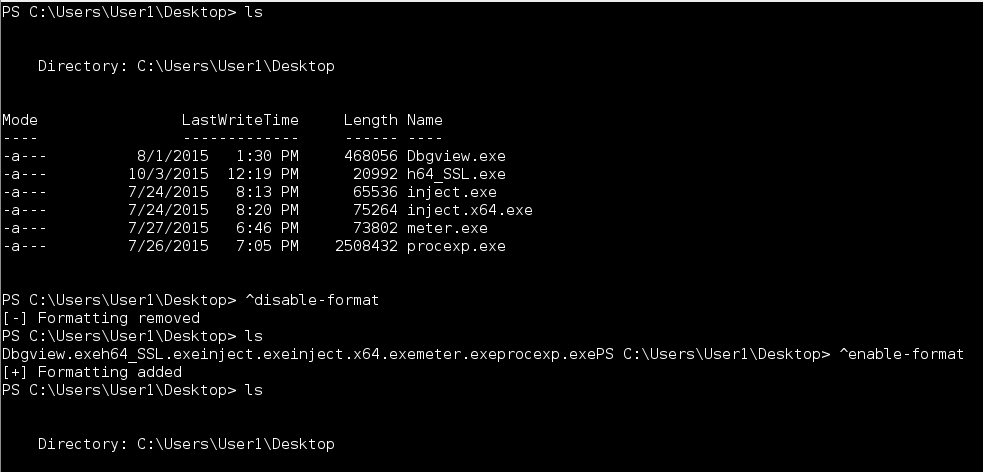 PS C:\Users\User1\Desktop> ls
Directory: C:\Users\User1\Desktop
Mode LastWriteTime Length Name
---- ------------- ------ ----
-a--- 8/1/2015 1:30 PM 468056 Dbgview.exe
-a--- 10/3/2015 12:19 PM 20992 h64_SSL.exe
-a--- 7/24/2015 8:13 PM 65536 inject.exe
-a--- 7/24/2015 8:20 PM 75264 inject.x64.exe
-a--- 7/27/2015 6:46 PM 73802 meter.exe
-a--- 7/26/2015 7:05 PM 2508432 procexp.exe
PS C:\Users\User1\Desktop> ^disable-format
[-] Formatting removed
PS C:\Users\User1\Desktop> ls
Dbgview.exeh64_SSL.exeinject.exeinject.x64.exemeter.exeprocexp.exePS C:\Users\User1\Desktop> ^enable-format
[+] Formatting added
PS C:\Users\User1\Desktop> ls
Directory: C:\Users\User1\Desktop